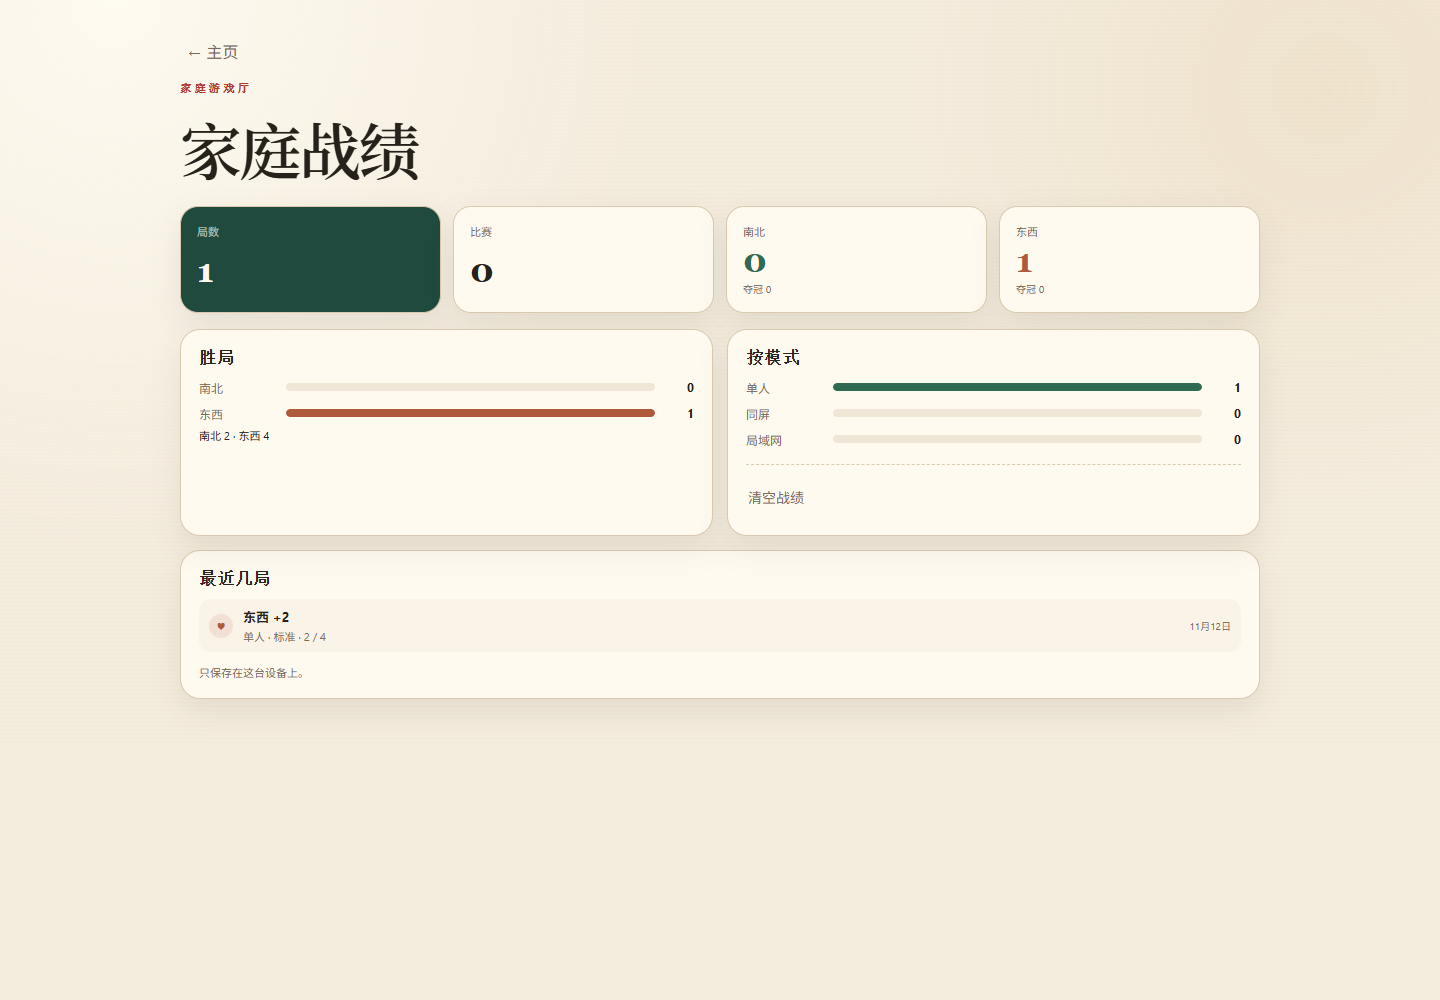 ← 主页
家庭游戏厅
家庭战绩
局数
1
比赛
0
南北
0
夺冠 0
东西
1
夺冠 0
胜局
南北 0
东西 1
南北 2 · 东西 4
按模式
单人 1
同屏 0
局域网 0
清空战绩
最近几局
东西 +2
单人 · 标准 · 2 / 4
11月12日
只保存在这台设备上。